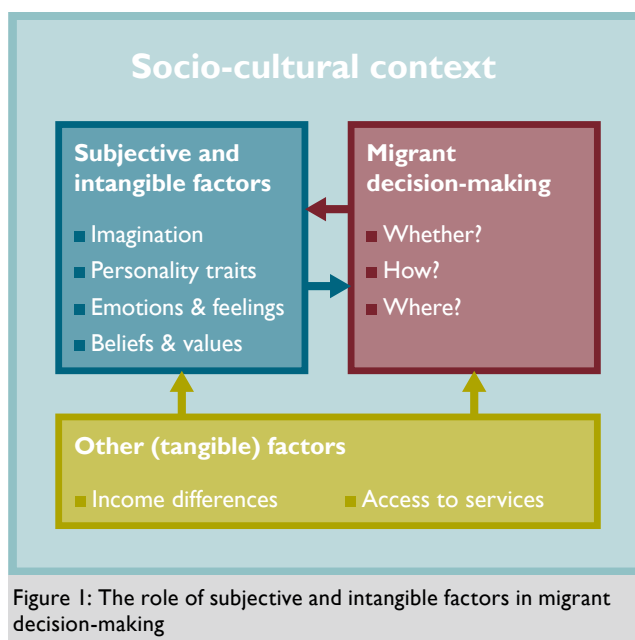 Socio-cultural context
Subjective and
intangible factors
Imagination
Personality traits
Emotions & feelings
Beliefs & values
Migrant
decision-making
Whether?
How?
Where?
Other (tangible) factors
Income differences
Access to services
Figure 1: The role of subjective and intangible factors in migrant
decision-making